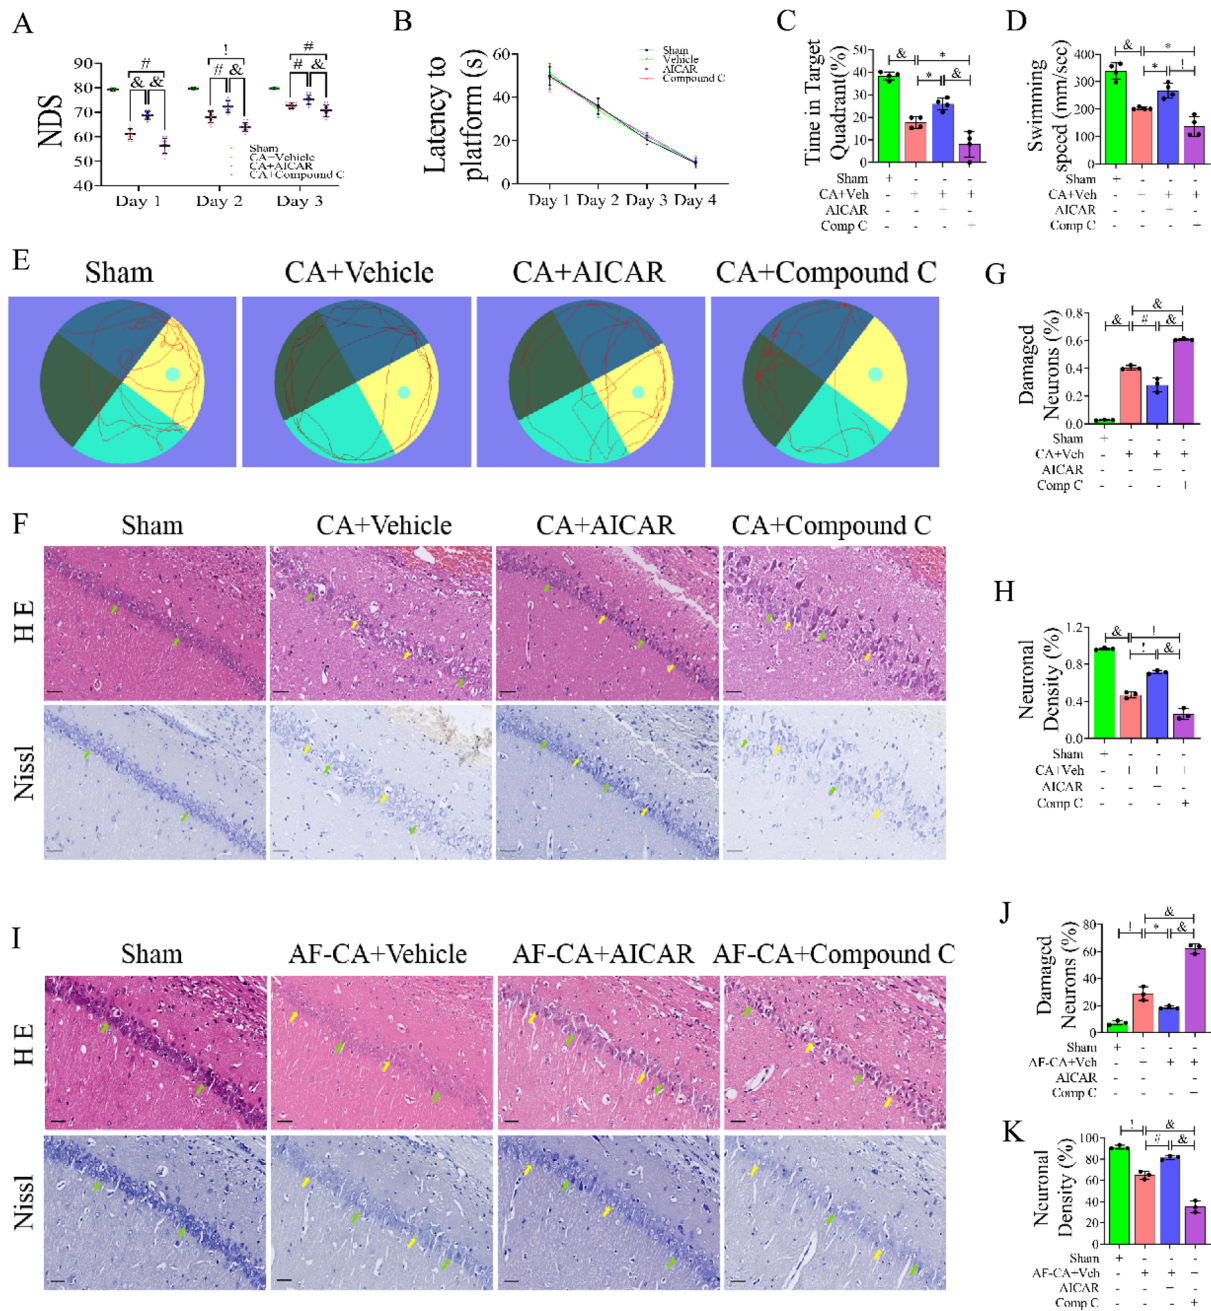 A
# ! #
& & # & # &
NDS
90
80
70
60
50
40
Sham
CA+Vehicle
CA+AICAR
CA+Compound C
Day 1 Day 2 Day 3
B
Latency to platform (s)
60
40
20
0
Sham
Vehicle
AICAR
Compound C
Day 1 Day 2 Day 3 Day 4
C
& *
* &
Time in Target Quadrant(%)
50
40
30
20
10
0
Sham + - - -
CA+Veh - + + +
AICAR - - + -
Comp C - - - +
D
& *
* !
Swimming speed (mm/sec)
500
400
300
200
100
0
Sham + - - -
CA+Veh - + + +
AICAR - - + -
Comp C - - - +
E
Sham CA+Vehicle CA+AICAR CA+Compound C
F
Sham CA+Vehicle CA+AICAR CA+Compound C
H E
Nissl
G
&
& # &
Damaged Neurons (%)
0.8
0.6
0.4
0.2
0.0
Sham + - - -
CA+Veh - + + +
AICAR - - – -
Comp C - - - I
H
& !
! &
Neuronal Density (%)
1.2
0.8
0.4
0.0
Sham + - - -
CA+Veh - I I I
AICAR - - – -
Comp C - - - +
I
Sham AF-CA+Vehicle AF-CA+AICAR AF-CA+Compound C
H E
Nissl
J
&
! * &
Damaged Neurons (%)
80
60
40
20
0
Sham + - - -
AF-CA+Veh - + + +
AICAR
Comp C - - - –
K
! &
# &
Neuronal Density (%)
100
80
60
40
20
0
Sham + - - -
AF-CA+Veh - + + –
AICAR - - – -
Comp C - - - +